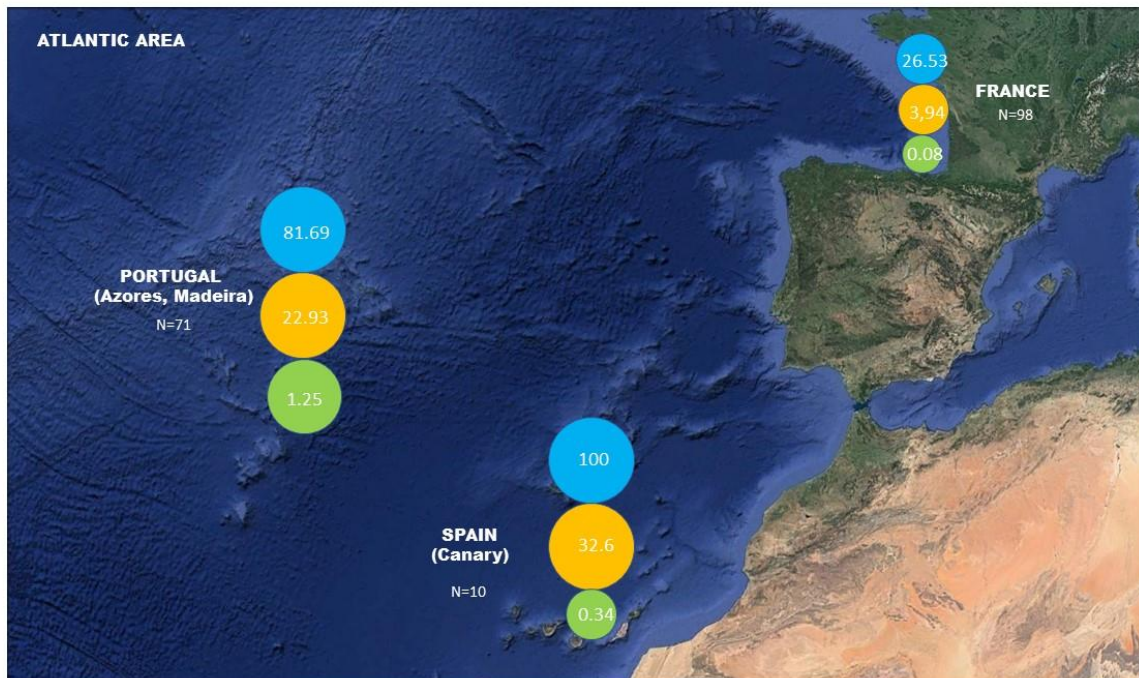 ATLANTIC AREA
26.53
FRANCE
N=98
3,94
0.08
81.69
PORTUGAL
(Azores, Madeira)
N=71
22.93
1.25
100
SPAIN
(Canary)
N=10
32.6
0.34